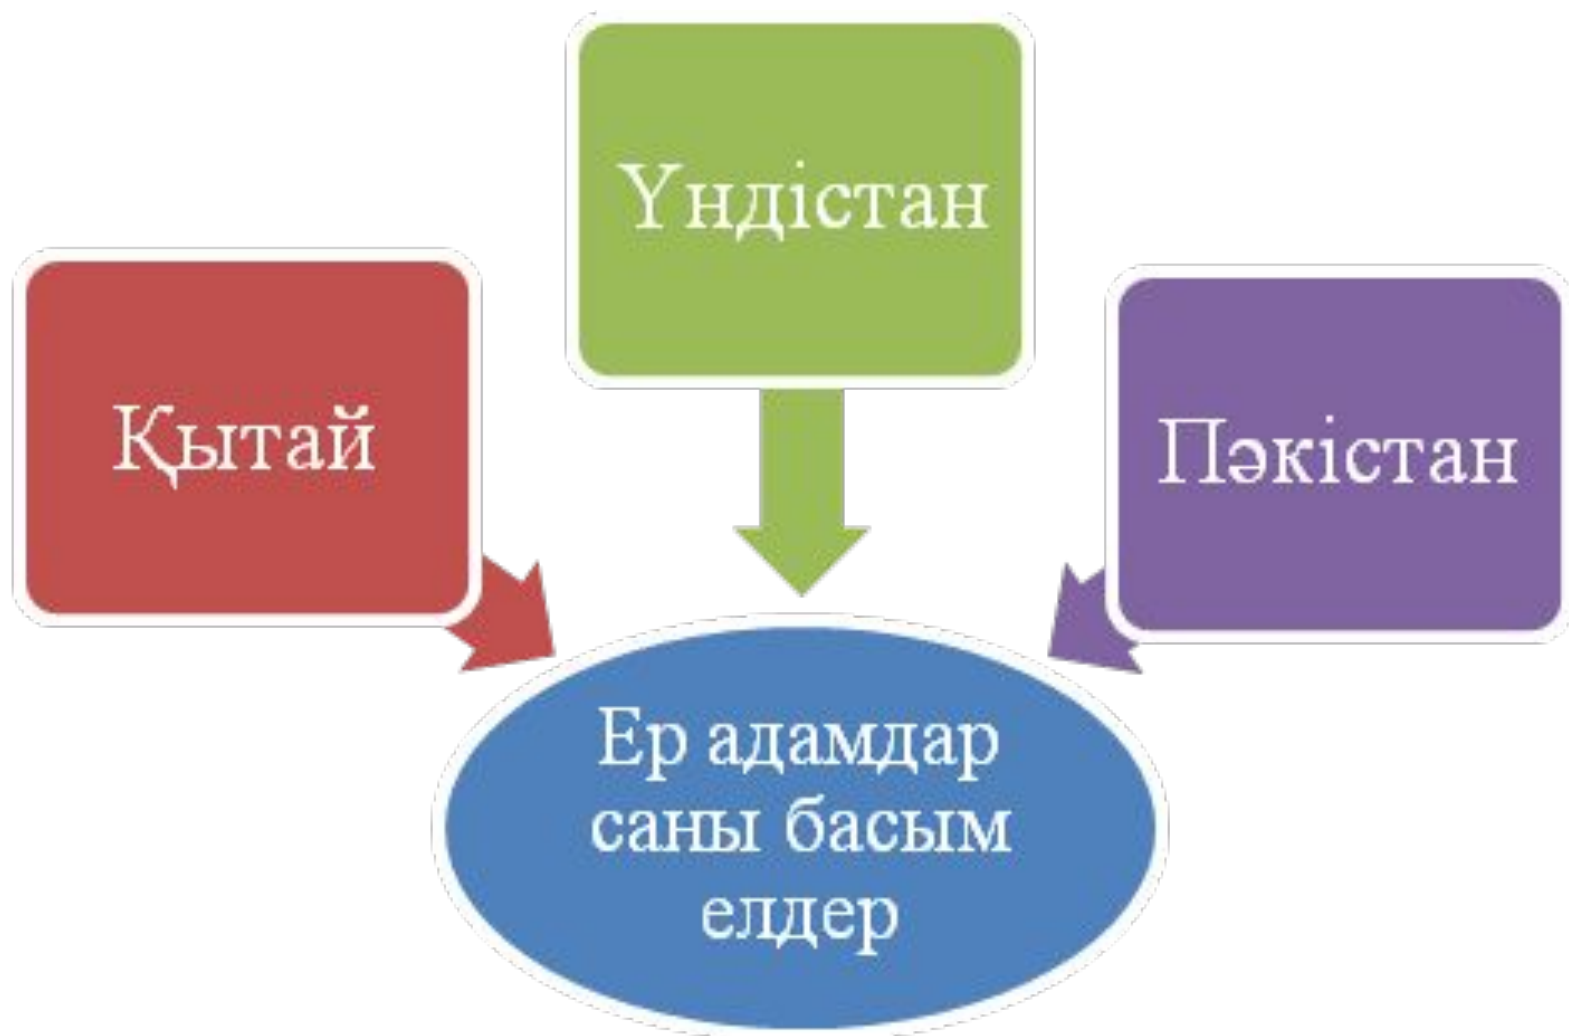 Үндістан
Қытай
Пәкістан
Ер адамдар
саны басым
елдер